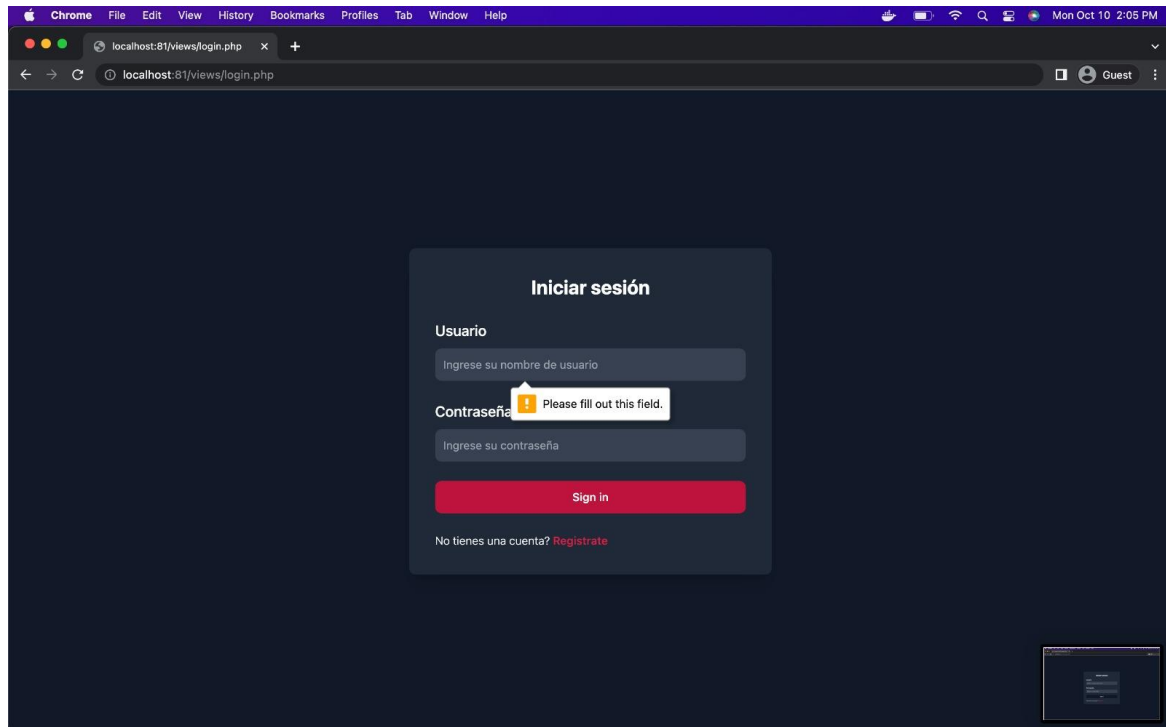 Chrome File Edit View History Bookmarks Profiles Tab Window Help Mon Oct 10 2:05 PM
localhost:81/views/login.php
localhost:81/views/login.php Guest
Iniciar sesión
Usuario
Ingrese su nombre de usuario
Please fill out this field.
Contraseña
Ingrese su contraseña
Sign in
No tienes una cuenta? Registrate